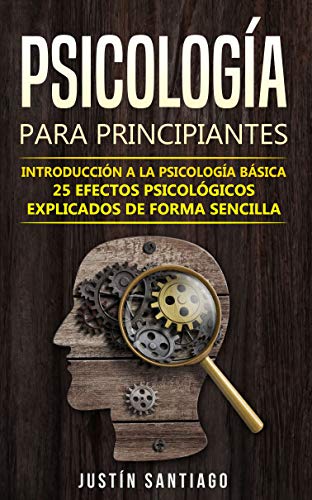 PSICOLOGÍA
PARA PRINCIPIANTES
INTRODUCCIÓN A LA PSICOLOGÍA BÁSICA
25 EFECTOS PSICOLÓGICOS
EXPLICADOS DE FORMA SENCILLA
JUSTÍN SANTIAGO